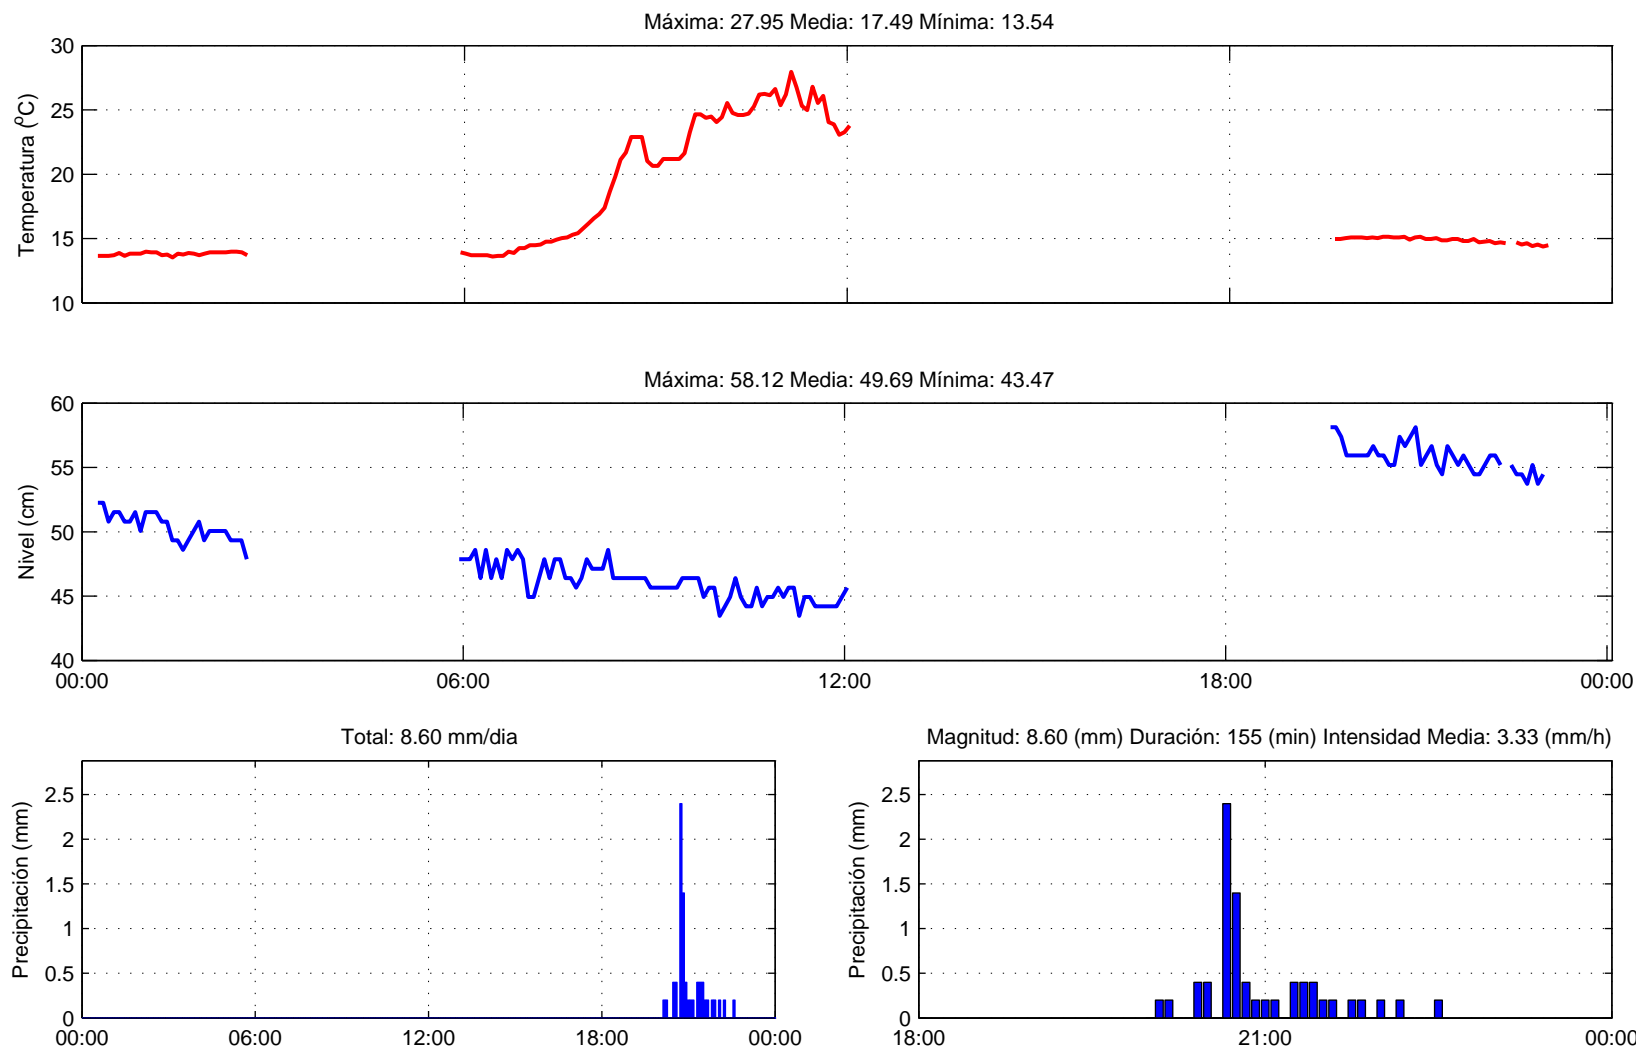 Máxima: 27.95 Media: 17.49 Mínima: 13.54
30
25
20
15
10
Temperatura (ºC)
Máxima: 58.12 Media: 49.69 Mínima: 43.47
60
55
50
45
40
Nivel (cm)
00:00 06:00 12:00 18:00 00:00
Total: 8.60 mm/dia
2.5
2
1.5
1
0.5
0
Precipitación (mm)
00:00 06:00 12:00 18:00 00:00
Magnitud: 8.60 (mm) Duración: 155 (min) Intensidad Media: 3.33 (mm/h)
2.5
2
1.5
1
0.5
0
Precipitación (mm)
18:00 21:00 00:00